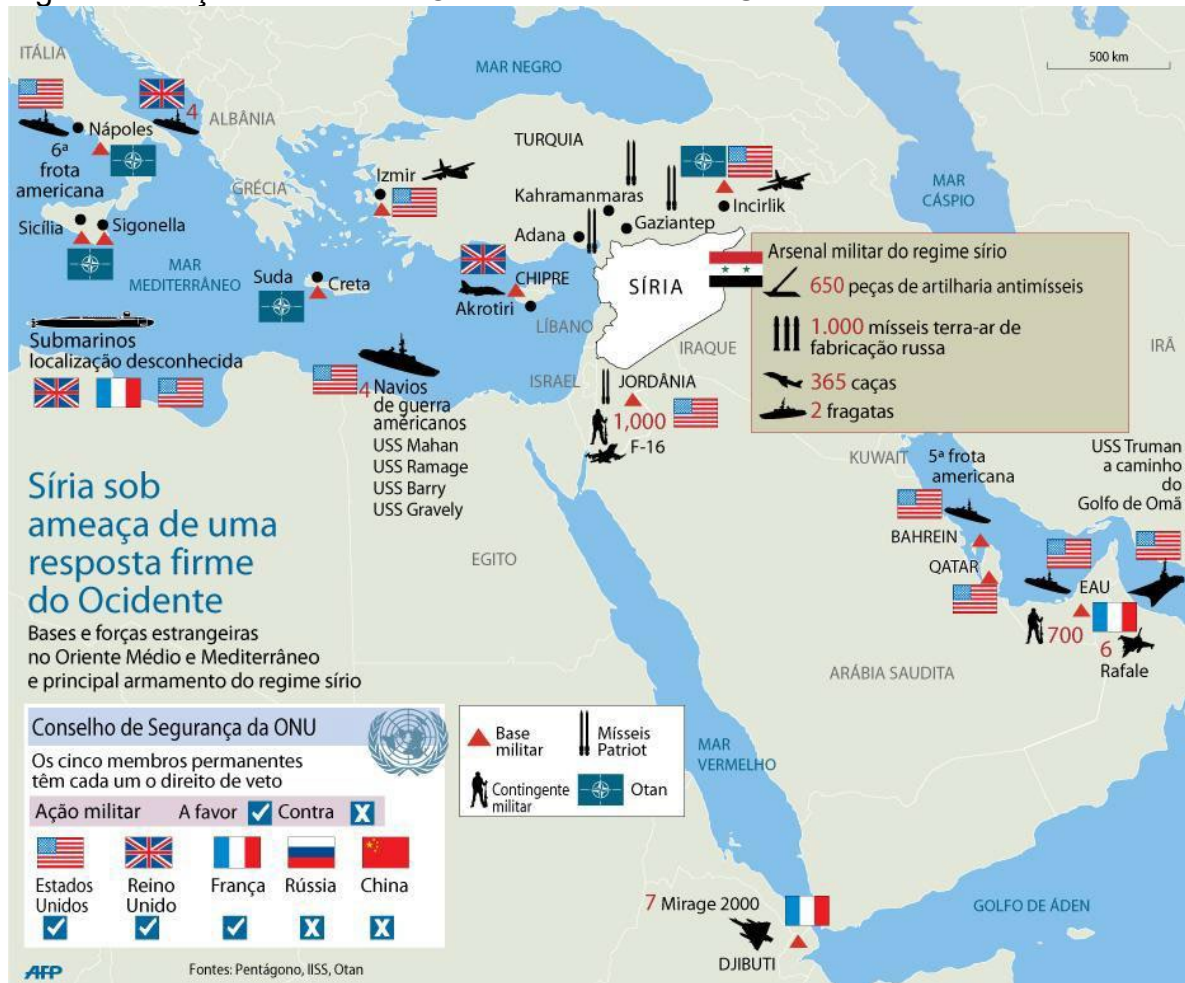 ITÁLIA
MAR NEGRO
500 km
4
ALBÂNIA
Nápoles
6ª
frota
americana
TURQUIA
Izmir
GRÉCIA
Kahramanmaras
Incirlik
MAR
CÁSPIO
Sicília
Sigonella
Adana
Gaziantep
MAR
MEDITERRÂNEO
Suda
Creta
CHIPRE
Akrotiri
SÍRIA
LÍBANO
Arsenal militar do regime sírio
650 peças de artilharia antimísseis
1.000 mísseis terra-ar de
fabricação russa
365 caças
2 fragatas
IRAQUE
IRÃ
Submarinos
localização desconhecida
ISRAEL
JORDÂNIA
1,000
F-16
4 Navios
de guerra
américanos
USS Mahan
USS Ramage
USS Barry
USS Gravely
KUWAIT
5ª frota
americana
USS Truman
a caminho
do
Golfo de Omã
BAHREIN
QATAR
EAU
700
6
Rafale
EGITO
ARÁBIA SAUDITA
Síria sob
ameaça de uma
resposta firme
do Ocidente
Bases e forças estrangeiras
no Oriente Médio e Mediterrâneo
e principal armamento do regime sírio
Conselho de Segurança da ONU
Os cinco membros permanentes
têm cada um o direito de veto
Ação militar A favor Contra
Estados
Unidos
Reino
Unido
França
Rússia
China
Base
militar
Mísseis
Patriot
Contingente
militar
Otan
MAR
VERMELHO
7 Mirage 2000
DJIBUTI
GOLFO DE ÁDEN
AFP
Fontes: Pentágono, IISS, Otan